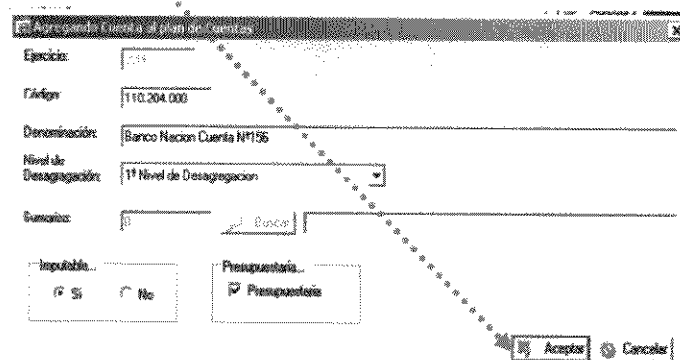 Agregando Cuenta al plan de Cuentas
Ejercicio:
Código: 110.204.000
Denominación: Banco Nacion Cuenta Nº156
Nivel de
Desagregación: 1º Nivel de Desagregacion
Sumariza: 0 Buscar
Imputable... Presupuestaria...
Si No Presupuestaria
Aceptar Cancelar